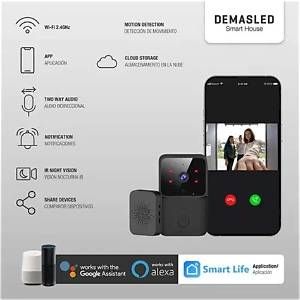 DEMASLED
Smart House
Wi-Fi 2.4GHz
MOTION DETECTION
DETECCIÓN DE MOVIMIENTO
APP
APLICACIÓN
CLOUD STORAGE
ALMACENAMIENTO EN LA NUBE
TWO WAY AUDIO
AUDIO BIDIRECCIONAL
NOTIFICATION
NOTIFICACIONES
IR NIGHT VISION
VISIÓN NOCTURNA IR
SHARE DEVICES
COMPARTIR DISPOSITIVOS
works with the
Google Assistant
works with
alexa
Smart Life
Application/
Aplicación